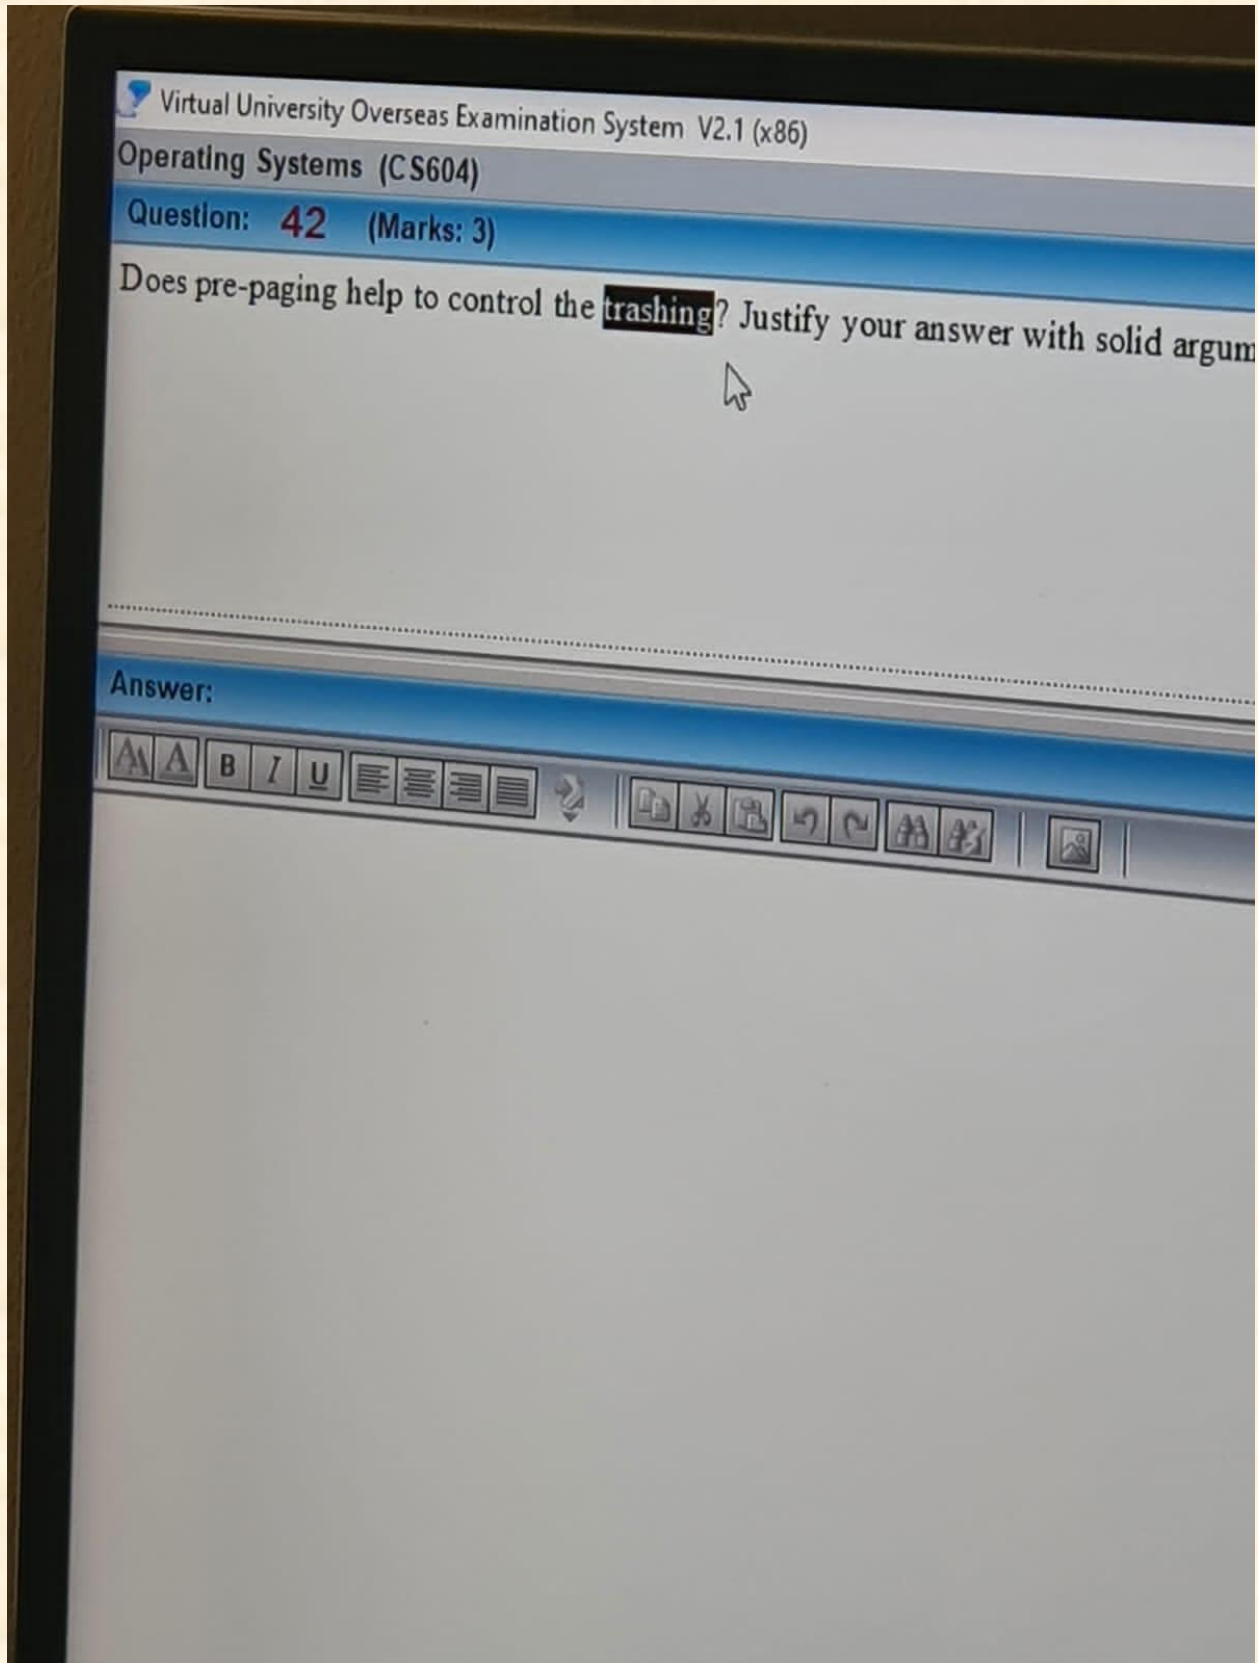 Virtual University Overseas Examination System V2.1 (x86)
Operating Systems (CS604)
Question: 42 (Marks: 3)
Does pre-paging help to control the trashing? Justify your answer with solid argum
Answer:
A A B I U